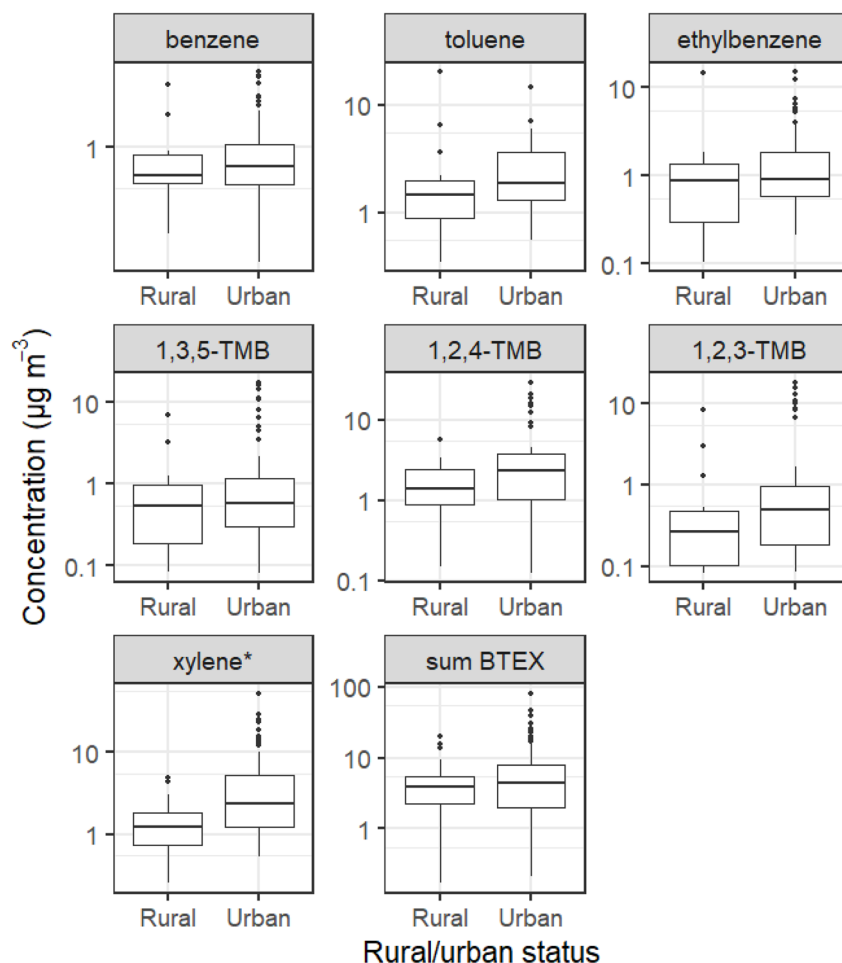 benzene
toluene
ethylbenzene
1
10
1
10
1
0.1
Rural Urban
Rural Urban
Rural Urban
1,3,5-TMB
1,2,4-TMB
1,2,3-TMB
10
1
0.1
10
1
0.1
10
1
0.1
Rural Urban
Rural Urban
Rural Urban
xylene*
sum BTEX
10
1
100
10
1
Rural Urban
Rural Urban
Concentration (µg m⁻³)
Rural/urban status